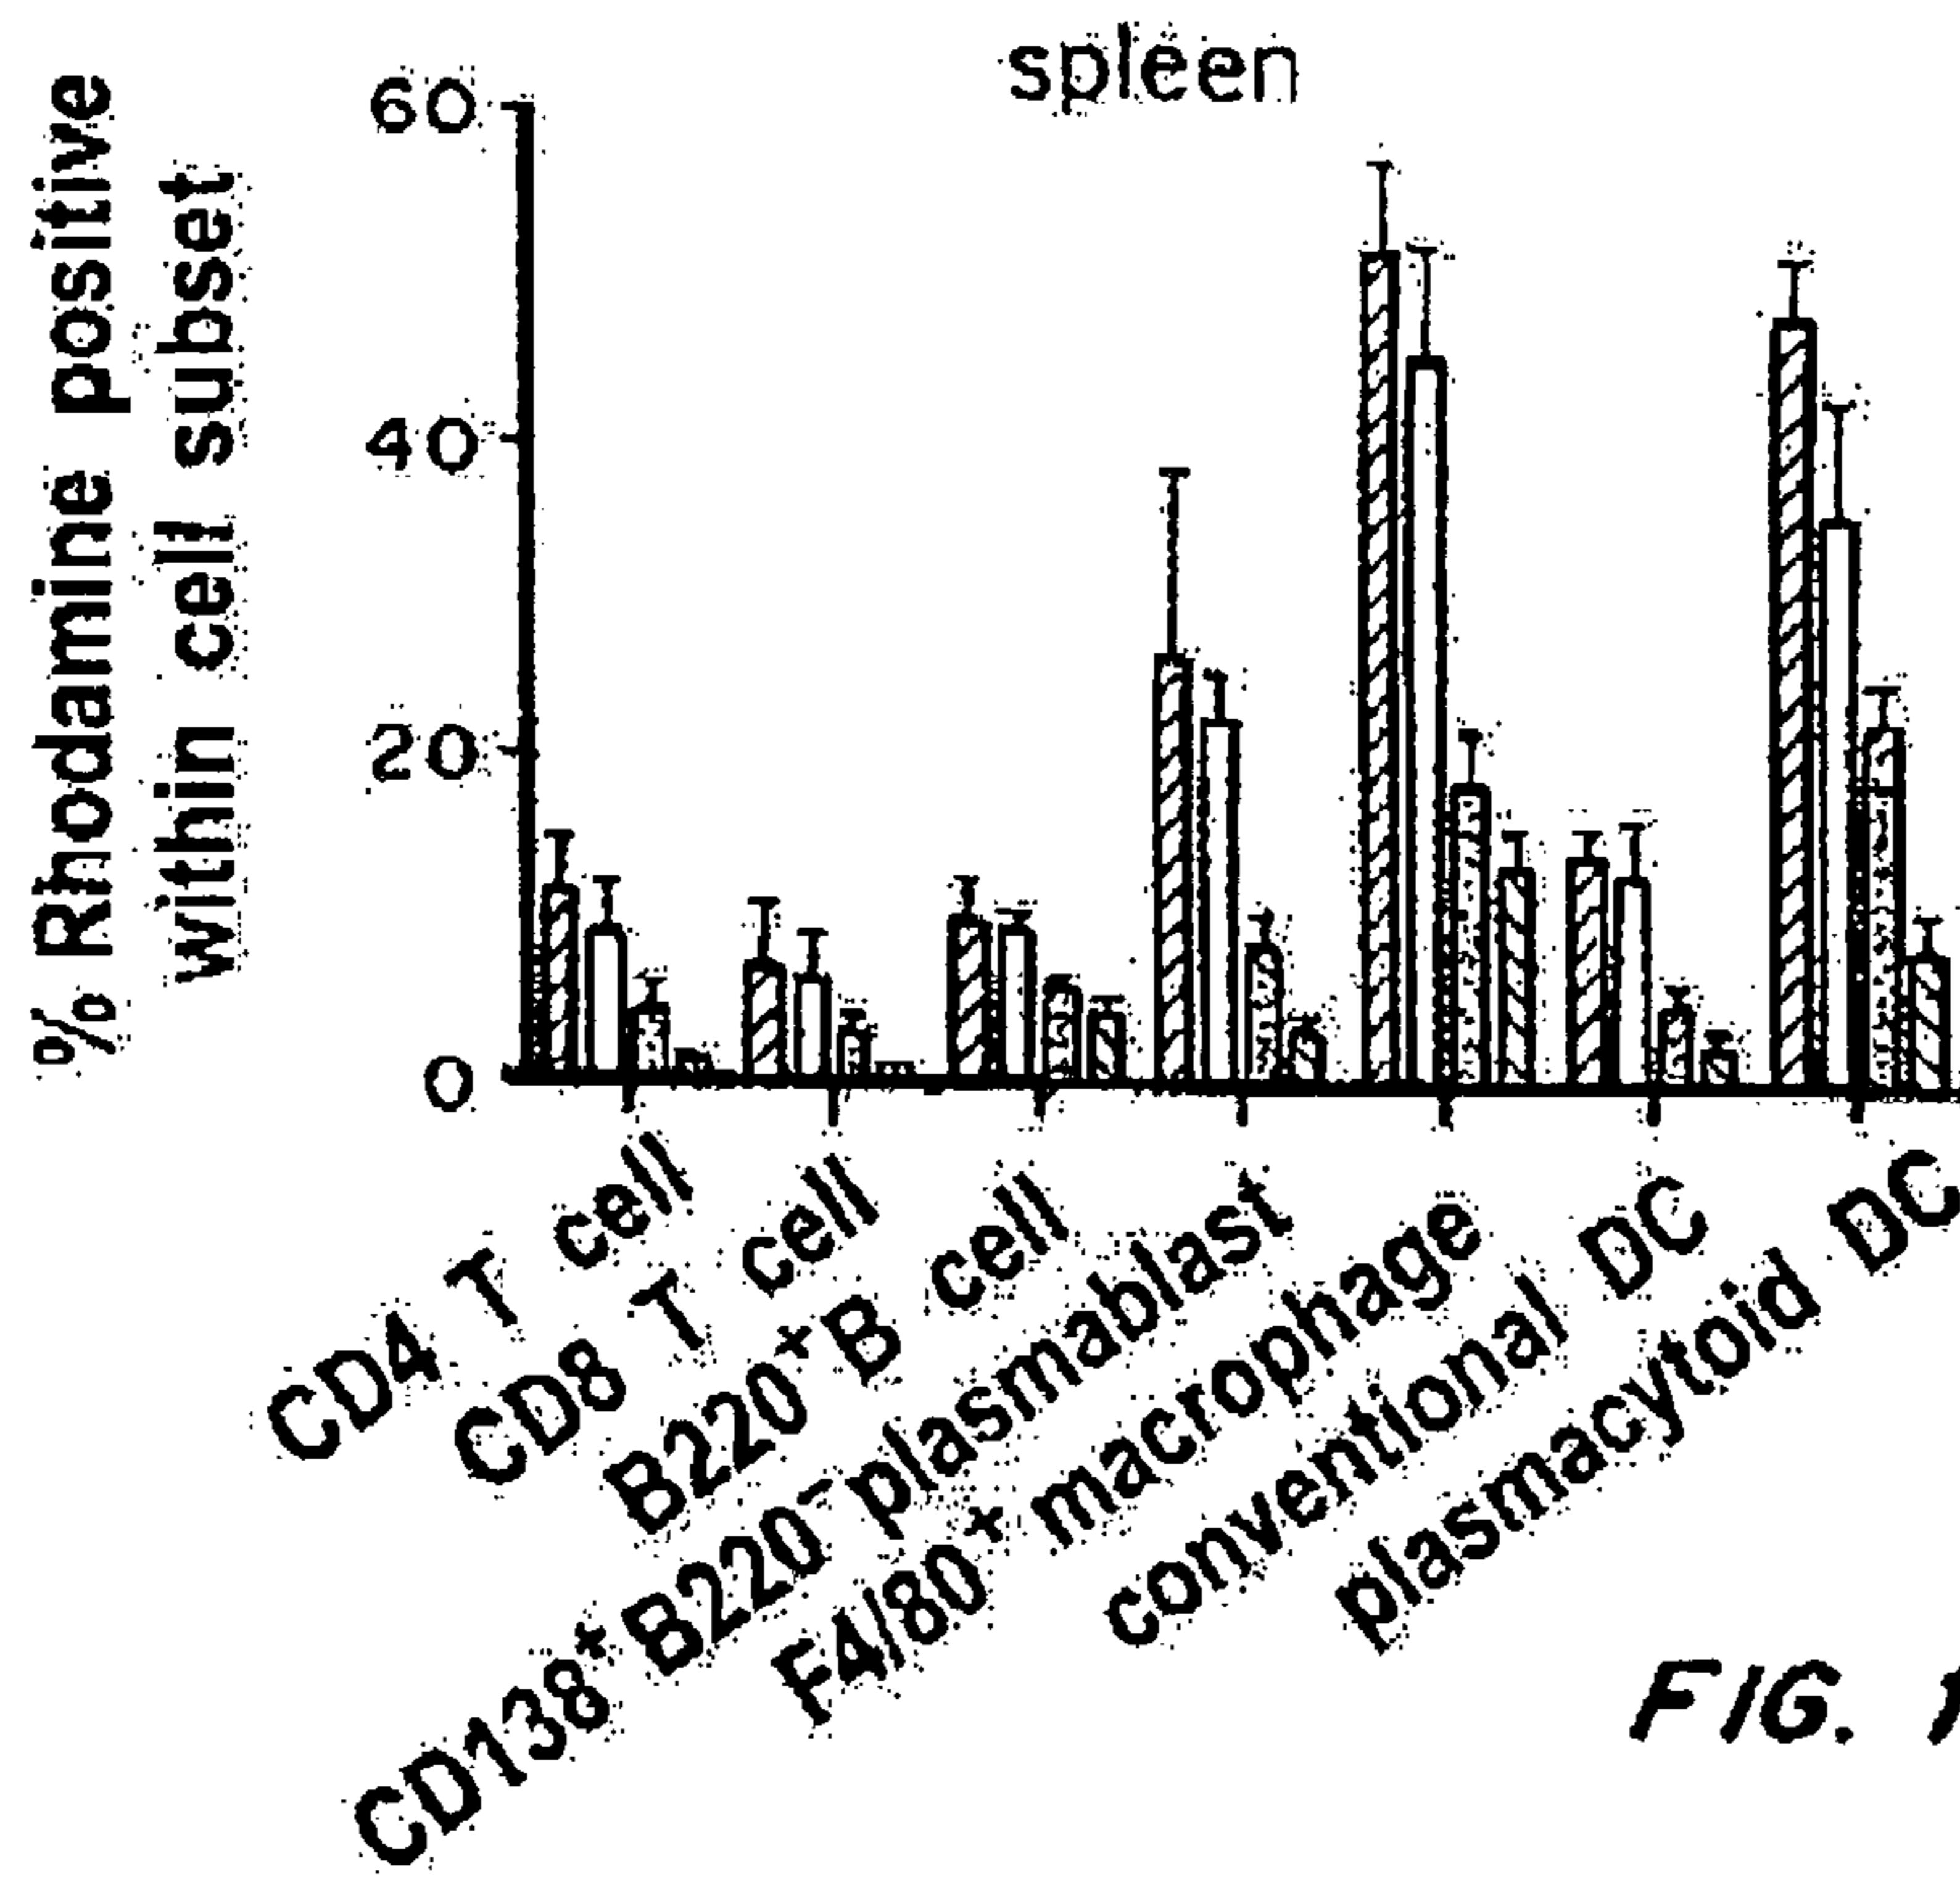 spleen
% Rhodamine positive
within cell subset
60
40
20
0
CD4 T cell
CD8 T cell
B220⁺ B cell
CD138⁺ B220⁻ plasmablast
F4/80⁺ macrophage
conventional DC
plasmacytoid DC
FIG.